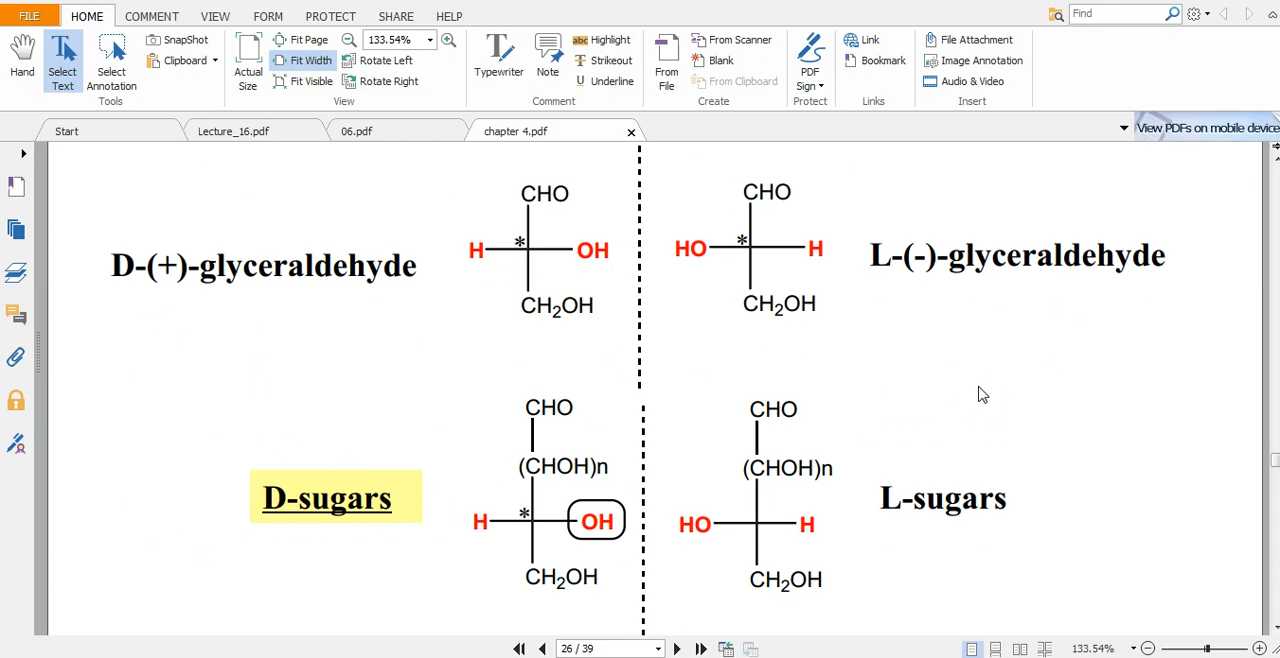 FILE HOME COMMENT VIEW FORM PROTECT SHARE HELP Find
Hand
Select Text
Select Annotation
SnapShot
Clipboard
Tools
Actual Size
Fit Page
Fit Width
Fit Visible
133.54%
Rotate Left
Rotate Right
View
Typewriter
Note
Highlight
Strikeout
Underline
Comment
From File
From Scanner
Blank
From Clipboard
Create
PDF Sign
Protect
Link
Bookmark
Links
File Attachment
Image Annotation
Audio & Video
Insert
Start Lecture_16.pdf 06.pdf chapter 4.pdf View PDFs on mobile device
CHO CHO
D-(+)-glyceraldehyde H * OH HO * H L-(-)-glyceraldehyde
CH2OH CH2OH
CHO CHO
(CHOH)n (CHOH)n
D-sugars H * OH HO H L-sugars
CH2OH CH2OH
26 / 39 133.54%